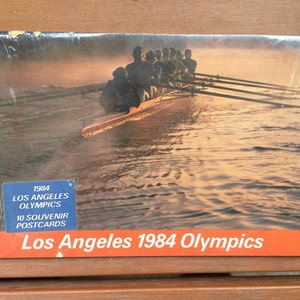 1984
LOS ANGELES
OLYMPICS
10 SOUVENIR
POSTCARDS
Los Angeles 1984 Olympics